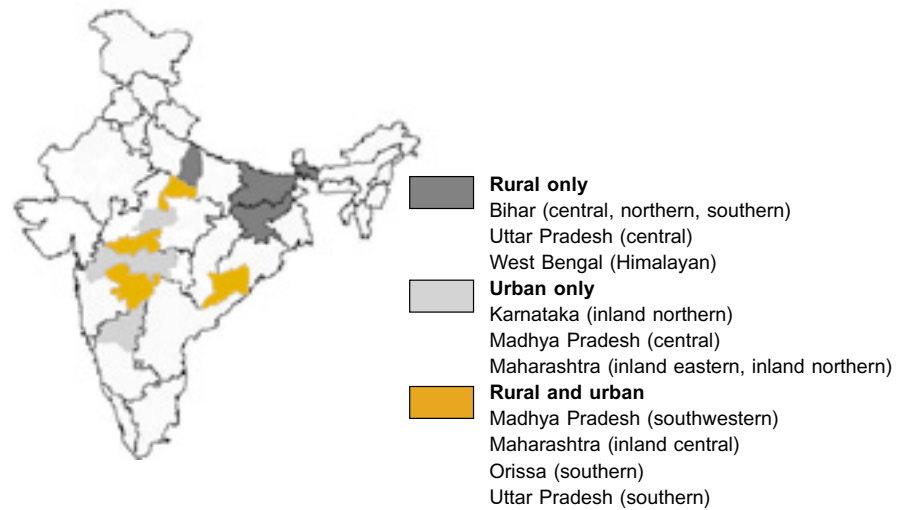 Rural only
Bihar (central, northern, southern)
Uttar Pradesh (central)
West Bengal (Himalayan)
Urban only
Karnataka (inland northern)
Madhya Pradesh (central)
Maharashtra (inland eastern, inland northern)
Rural and urban
Madhya Pradesh (southwestern)
Maharashtra (inland central)
Orissa (southern)
Uttar Pradesh (southern)